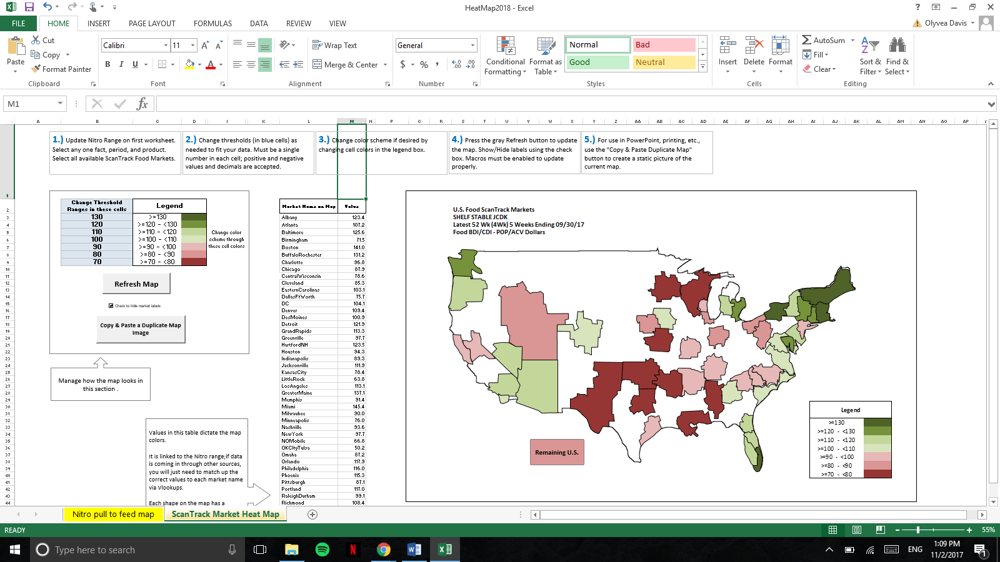 HeatMap2018 - Excel
FILE HOME INSERT PAGE LAYOUT FORMULAS DATA REVIEW VIEW
Olyvea Davis
Paste
Cut
Copy
Format Painter
Clipboard
Calibri 11
B I U
Font
Wrap Text
Merge & Center
Alignment
General
$ % ,
Number
Conditional Formatting
Format as Table
Normal Bad
Good Neutral
Styles
Insert Delete Format
Cells
AutoSum
Fill
Clear
Sort & Filter
Find & Select
Editing
M1
fx
A B C D I K L M N P Q R S T U V W X Y Z AA AB AC AD AE AF AG AH AI AJ AK AL AM AN AO AP
1.) Update Nitro Range on first worksheet.
Select any one fact, period, and product.
Select all available ScanTrack Food Markets.
2.) Change thresholds (in blue cells) as
needed to fit your data. Must be a single
number in each cell; positive and negative
values and decimals are accepted.
3.) Change color scheme if desired by
changing cell colors in the legend box.
4.) Press the gray Refresh button to update
the map. Show/Hide labels using the check
box. Macros must be enabled to update
properly.
5.) For use in PowerPoint, printing, etc.,
use the "Copy & Paste Duplicate Map"
button to create a static picture of the
current map.
Change Threshold
Ranges in these cells
Legend
130 >=130
120 >=120 - <130
110 >=110 - <120
100 >=100 - <110
90 >=90 - <100
80 >=80 - <90
70 >=70 - <80
Change color
scheme through
these cell colors
Refresh Map
Check to hide market labels
Copy & Paste a Duplicate Map
Image
Manage how the map looks in
this section .
Values in this table dictate the map
colors.
It is linked to the Nitro range;if data
is coming in through other sources,
you will just need to match up the
correct values to each market name
via Vlookups.
Each shape on the map has a
Market Name on Map Value
Albany 123.4
Atlanta 107.2
Baltimore 125.6
Birmingham 71.5
Boston 141.0
BuffaloRochester 131.2
Charlotte 96.8
Chicago 87.9
CentralWisconsin 78.6
Cleveland 85.3
EasternCarolinas 103.1
DallasFtWorth 75.7
DC 104.1
Denver 109.4
DesMoines 100.9
Detroit 121.9
GrandRapids 113.3
Greenville 97.7
HartfordNH 123.5
Houston 94.3
Indianapolis 89.3
Jacksonville 111.9
KansasCity 78.4
LittleRock 63.8
LosAngeles 113.1
GreaterMaine 137.1
Memphis 91.4
Miami 145.4
Milwaukee 90.0
Minneapolis 76.0
Nashville 93.6
NewYork 97.7
NOMobile 66.8
OKCityTulsa 50.2
Omaha 87.2
Orlando 117.9
Philadelphia 116.0
Phoenix 115.3
Pittsburgh 87.1
Portland 117.0
RaleighDurham 99.1
Richmond 108.4
U.S. Food ScanTrack Markets
SHELF STABLE JCDK
Latest 52 Wk (4Wk) 5 Weeks Ending 09/30/17
Food BDI/CDI - POP/ACV Dollars
Remaining U.S.
Legend
>=130
>=120 - <130
>=110 - <120
>=100 - <110
>=90 - <100
>=80 - <90
>=70 - <80
Nitro pull to feed map
ScanTrack Market Heat Map
READY
55%
Type here to search
ENG
1:09 PM
11/2/2017
1